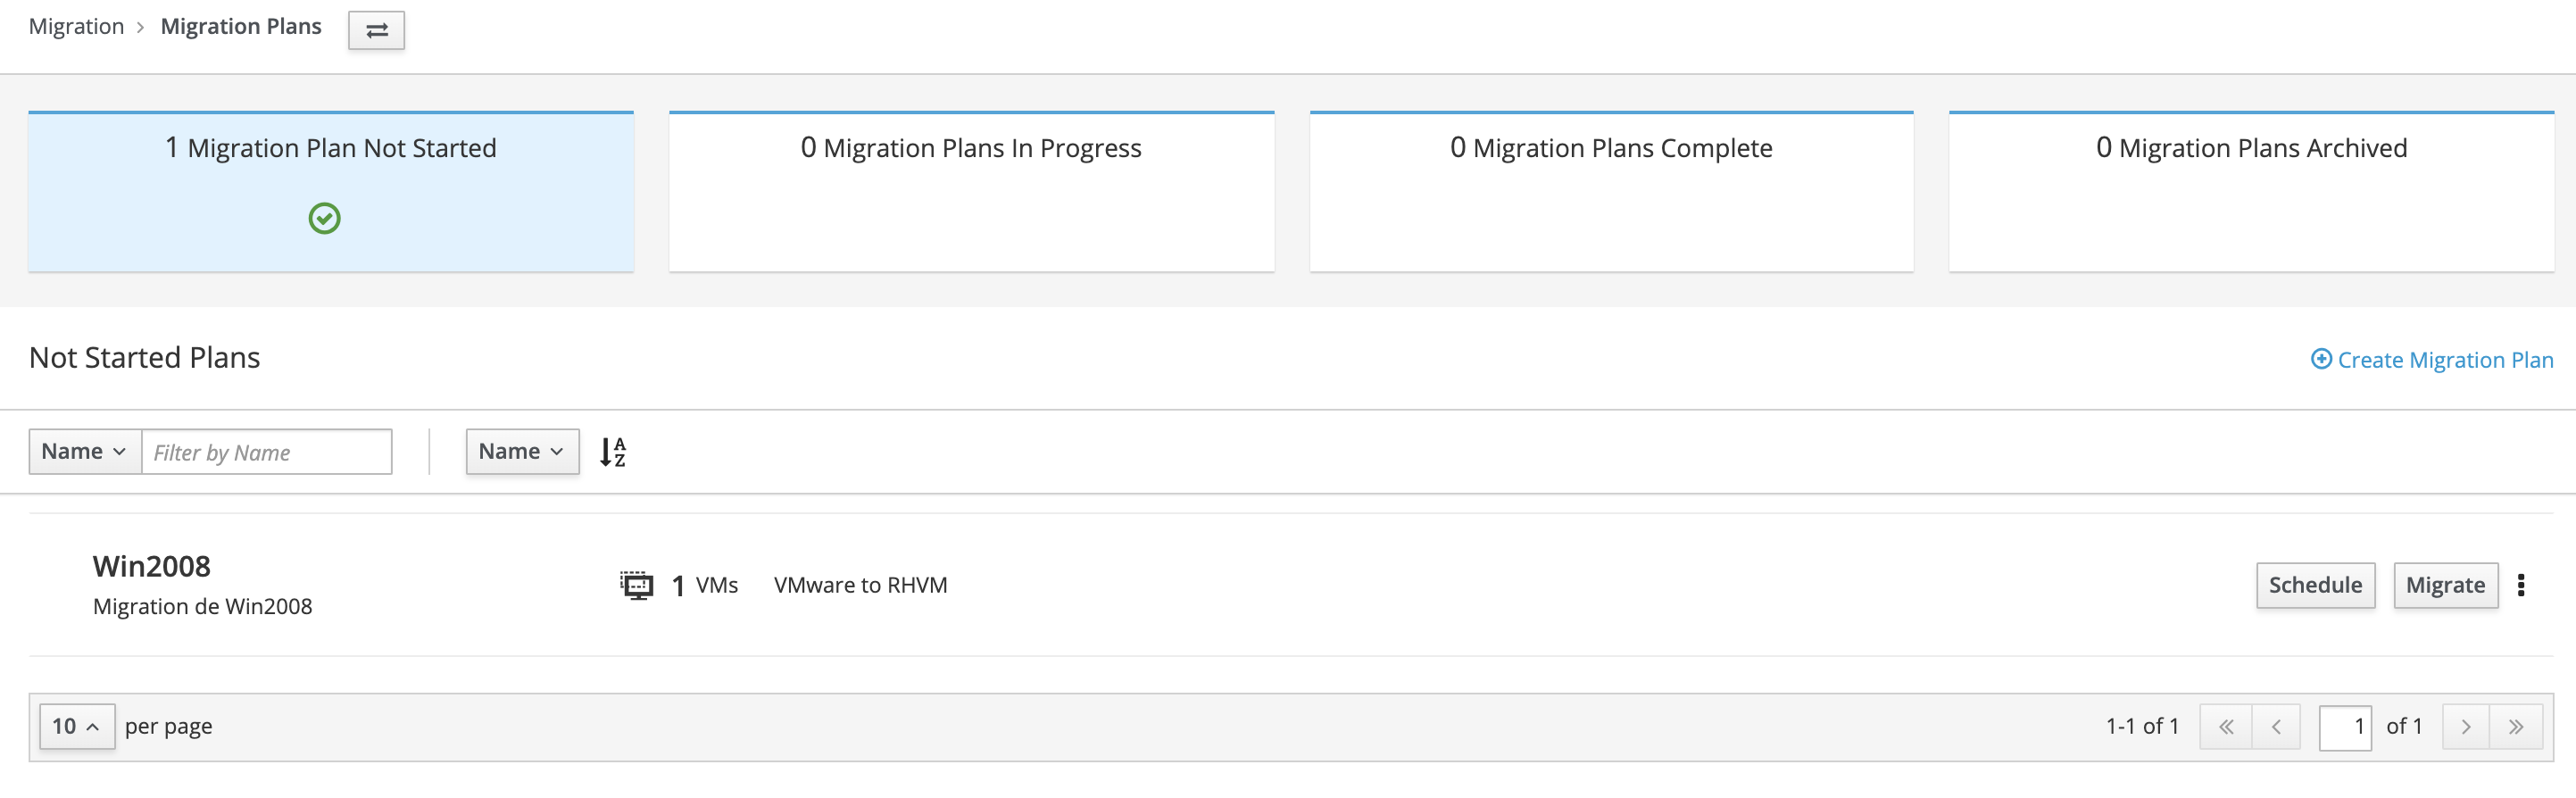 Migration > Migration Plans
1 Migration Plan Not Started
0 Migration Plans In Progress
0 Migration Plans Complete
0 Migration Plans Archived
Not Started Plans
Create Migration Plan
Name
Filter by Name
Name
A
Z
Win2008
Migration de Win2008
1 VMs
VMware to RHVM
Schedule
Migrate
10
per page
1-1 of 1
1
of 1